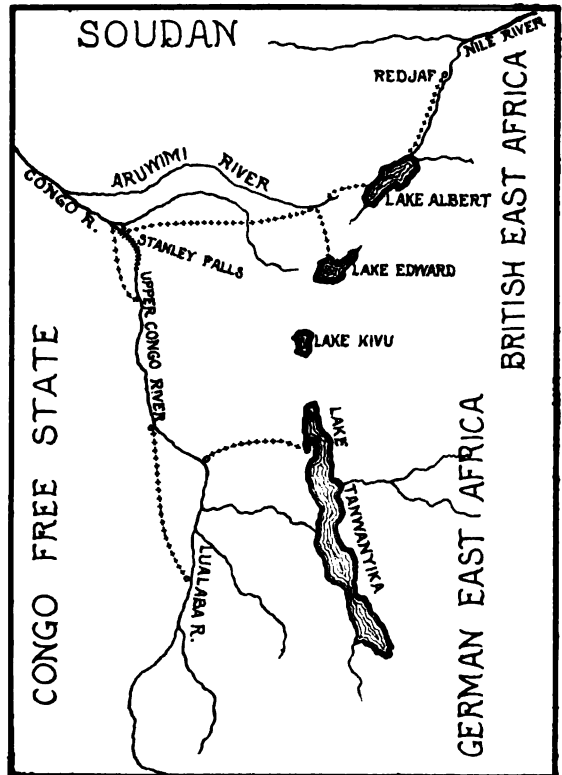 SOUDAN
NILE RIVER
REDJAF
BRITISH EAST AFRICA
ARUWIMI RIVER
CONGO R.
LAKE ALBERT
STANLEY FALLS
LAKE EDWARD
UPPER CONGO RIVER
LAKE KIVU
CONGO FREE STATE
LAKE TANWANYIKA
GERMAN EAST AFRICA
LUALABA R.